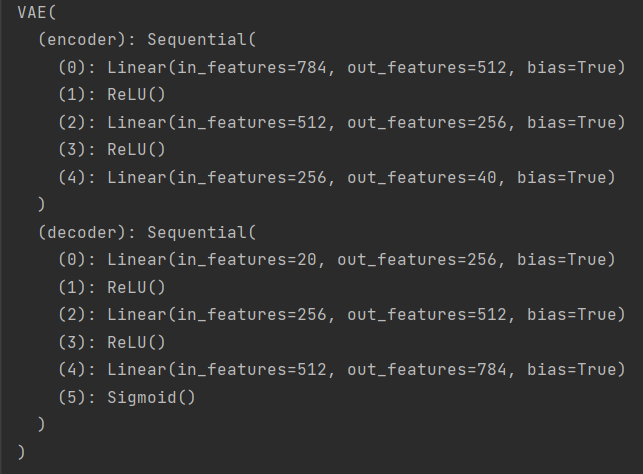 VAE(
  (encoder): Sequential(
    (0): Linear(in_features=784, out_features=512, bias=True)
    (1): ReLU()
    (2): Linear(in_features=512, out_features=256, bias=True)
    (3): ReLU()
    (4): Linear(in_features=256, out_features=40, bias=True)
  )
  (decoder): Sequential(
    (0): Linear(in_features=20, out_features=256, bias=True)
    (1): ReLU()
    (2): Linear(in_features=256, out_features=512, bias=True)
    (3): ReLU()
    (4): Linear(in_features=512, out_features=784, bias=True)
    (5): Sigmoid()
  )
)